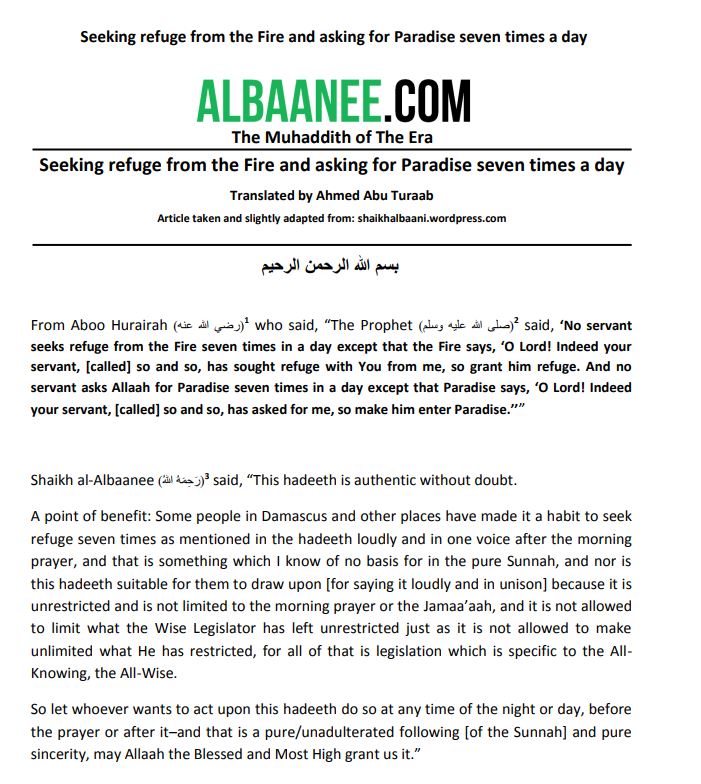 Seeking refuge from the Fire and asking for Paradise seven times a day
ALBAANEE.COM
The Muhaddith of The Era
Seeking refuge from the Fire and asking for Paradise seven times a day
Translated by Ahmed Abu Turaab
Article taken and slightly adapted from: shaikhalbaani.wordpress.com
بسم الله الرحمن الرحيم
From Aboo Hurairah (رضي الله عنه)¹ who said, “The Prophet (صلى الله عليه وسلم)² said, ‘No servant
seeks refuge from the Fire seven times in a day except that the Fire says, ‘O Lord! Indeed your
servant, [called] so and so, has sought refuge with You from me, so grant him refuge. And no
servant asks Allaah for Paradise seven times in a day except that Paradise says, ‘O Lord! Indeed
your servant, [called] so and so, has asked for me, so make him enter Paradise.’’”
Shaikh al-Albaanee (رَحِمَهُ اللهُ)³ said, “This hadeeth is authentic without doubt.
A point of benefit: Some people in Damascus and other places have made it a habit to seek
refuge seven times as mentioned in the hadeeth loudly and in one voice after the morning
prayer, and that is something which I know of no basis for in the pure Sunnah, and nor is
this hadeeth suitable for them to draw upon [for saying it loudly and in unison] because it is
unrestricted and is not limited to the morning prayer or the Jamaa’aah, and it is not allowed
to limit what the Wise Legislator has left unrestricted just as it is not allowed to make
unlimited what He has restricted, for all of that is legislation which is specific to the All-
Knowing, the All-Wise.
So let whoever wants to act upon this hadeeth do so at any time of the night or day, before
the prayer or after it–and that is a pure/unadulterated following [of the Sunnah] and pure
sincerity, may Allaah the Blessed and Most High grant us it.”